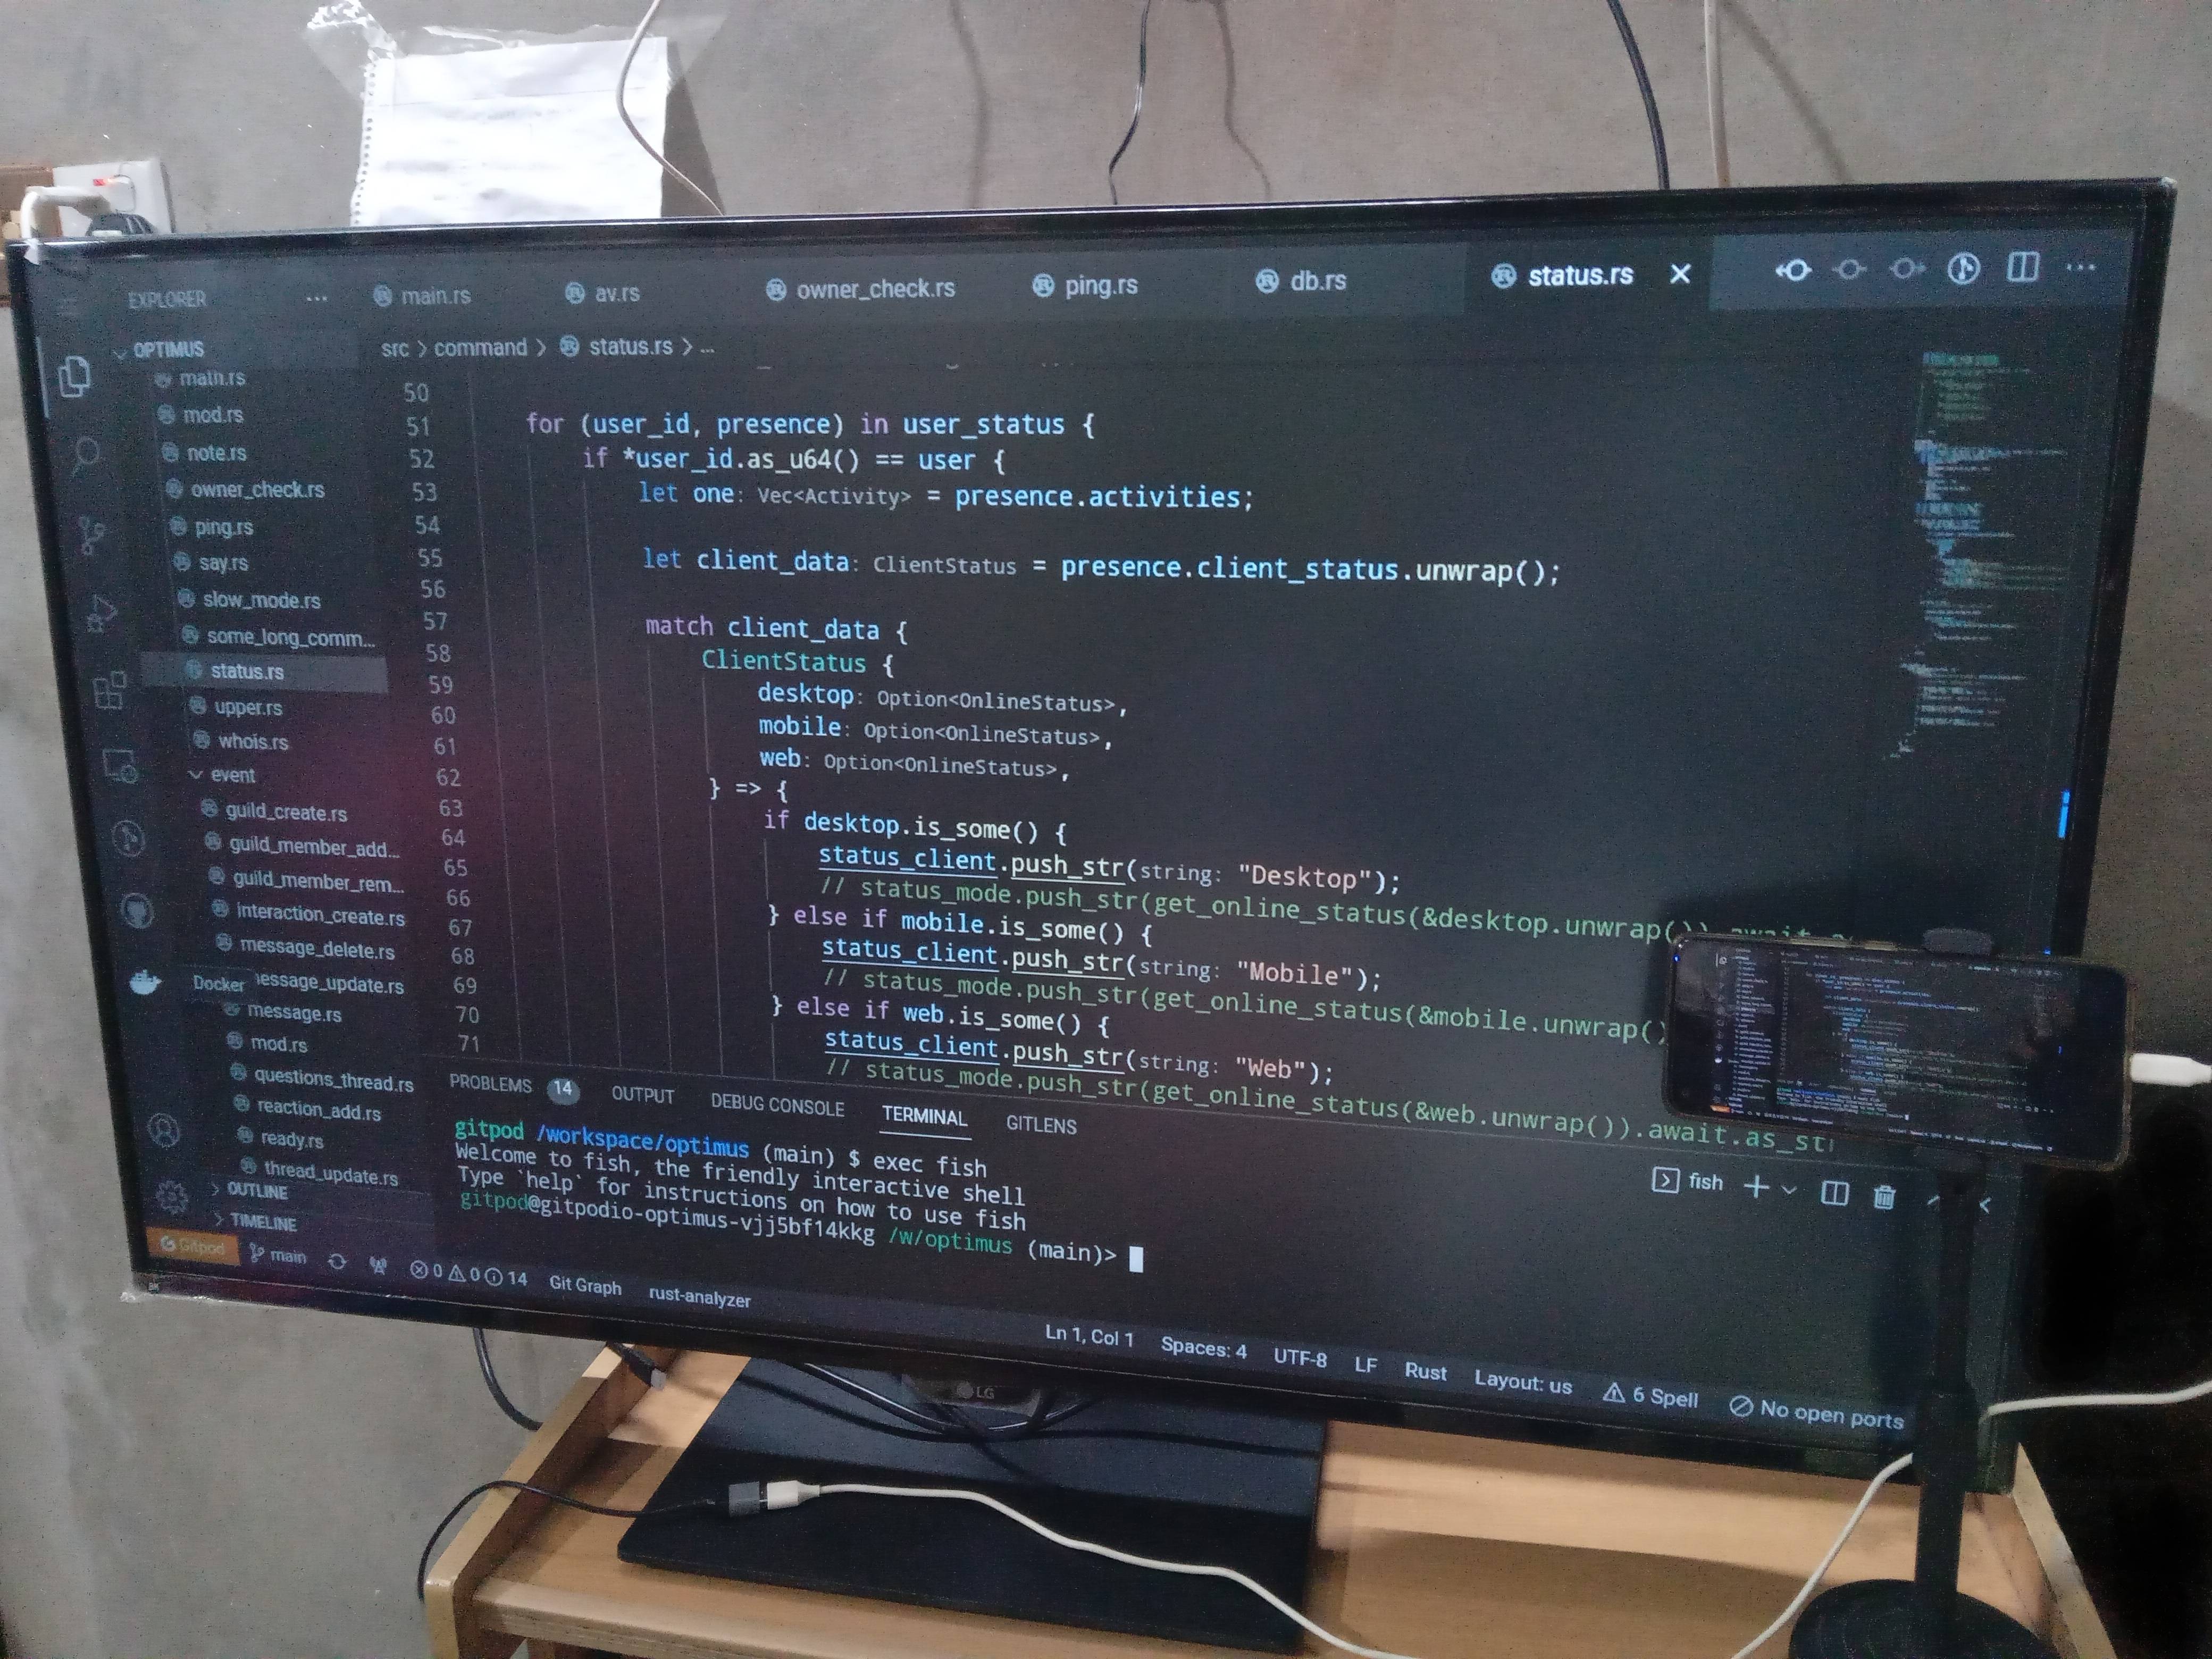 EXPLORER ...
main.rs
av.rs
owner_check.rs
ping.rs
db.rs
status.rs
OPTIMUS
src > command > status.rs > ...
main.rs
mod.rs
note.rs
owner_check.rs
ping.rs
say.rs
slow_mode.rs
some_long_comm...
status.rs
upper.rs
whois.rs
event
guild_create.rs
guild_member_add...
guild_member_rem...
interaction_create.rs
message_delete.rs
Docker
essage_update.rs
message.rs
mod.rs
questions_thread.rs
reaction_add.rs
ready.rs
thread_update.rs
OUTLINE
TIMELINE
50
51
52
53
54
55
56
57
58
59
60
61
62
63
64
65
66
67
68
69
70
71
for (user_id, presence) in user_status {
if *user_id.as_u64() == user {
let one: Vec<Activity> = presence.activities;
let client_data: ClientStatus = presence.client_status.unwrap();
match client_data {
ClientStatus {
desktop: Option<OnlineStatus>,
mobile: Option<OnlineStatus>,
web: Option<OnlineStatus>,
} => {
if desktop.is_some() {
status_client.push_str(string: "Desktop");
// status_mode.push_str(get_online_status(&desktop.unwrap()).await.
} else if mobile.is_some() {
status_client.push_str(string: "Mobile");
// status_mode.push_str(get_online_status(&mobile.unwrap()
} else if web.is_some() {
status_client.push_str(string: "Web");
// status_mode.push_str(get_online_status(&web.unwrap()).await.as_st
PROBLEMS 14 OUTPUT DEBUG CONSOLE TERMINAL GITLENS
gitpod /workspace/optimus (main) $ exec fish
Welcome to fish, the friendly interactive shell
Type `help` for instructions on how to use fish
gitpod@gitpodio-optimus-vjj5bf14kkg /w/optimus (main)>
fish
Gitpod main 0 0 14 Git Graph rust-analyzer
Ln 1, Col 1 Spaces: 4 UTF-8 LF Rust Layout: us 6 Spell No open ports
LG